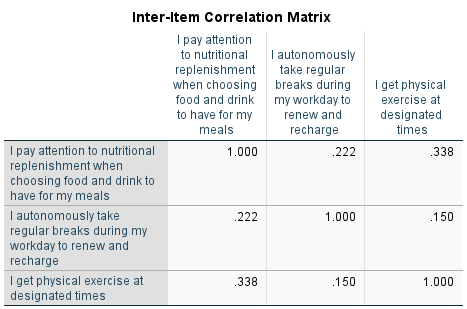 Inter-Item Correlation Matrix
I pay attention
to nutritional
replenishment
when choosing
food and drink
to have for my
meals
I autonomously
take regular
breaks during
my workday to
renew and
recharge
I get physical
exercise at
designated
times
I pay attention to nutritional
replenishment when
choosing food and drink to
have for my meals
1.000 .222 .338
I autonomously take
regular breaks during my
workday to renew and
recharge
.222 1.000 .150
I get physical exercise at
designated times
.338 .150 1.000